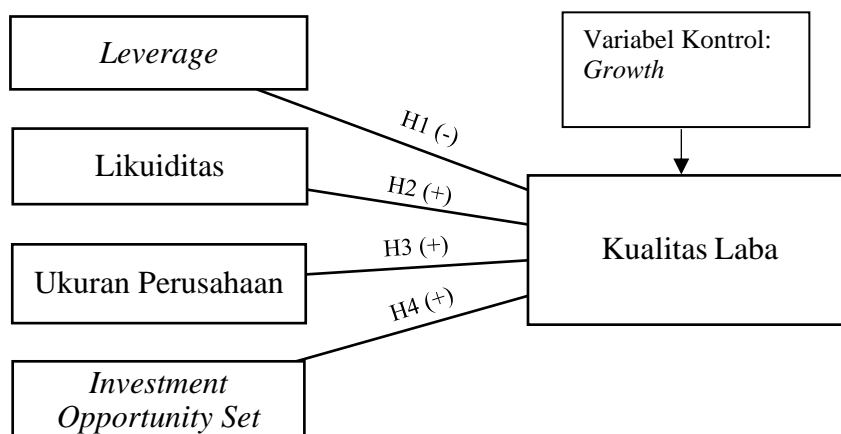 Leverage
Variabel Kontrol:
Growth
H1 (-)
Likuiditas
H2 (+)
Ukuran Perusahaan
H3 (+)
Kualitas Laba
H4 (+)
Investment
Opportunity Set